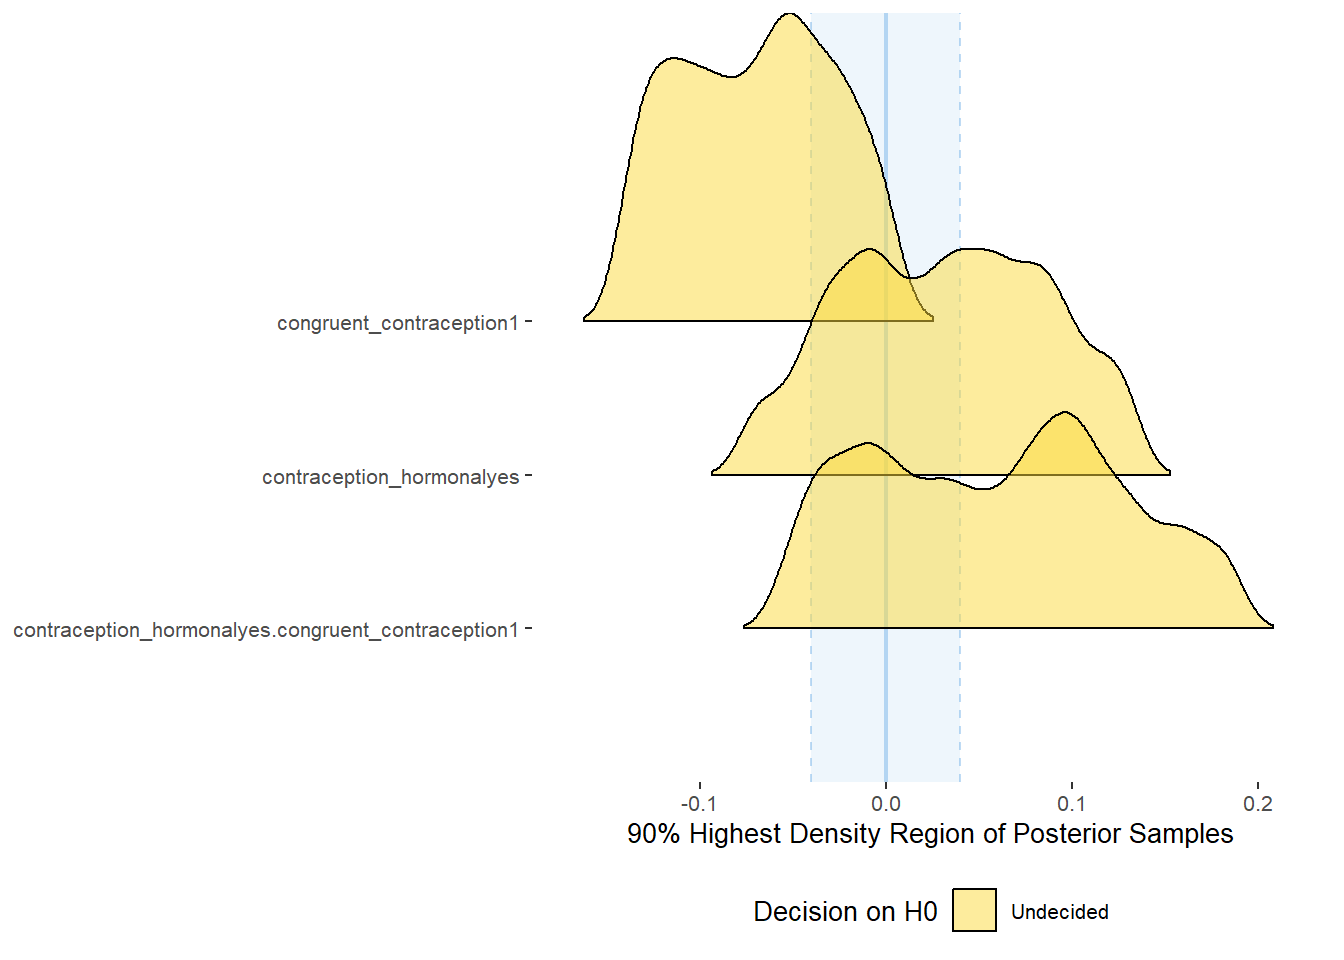 congruent_contraception1
contraception_hormonalyes
contraception_hormonalyes.congruent_contraception1
-0.1 0.0 0.1 0.2
90% Highest Density Region of Posterior Samples
Decision on H0 Undecided